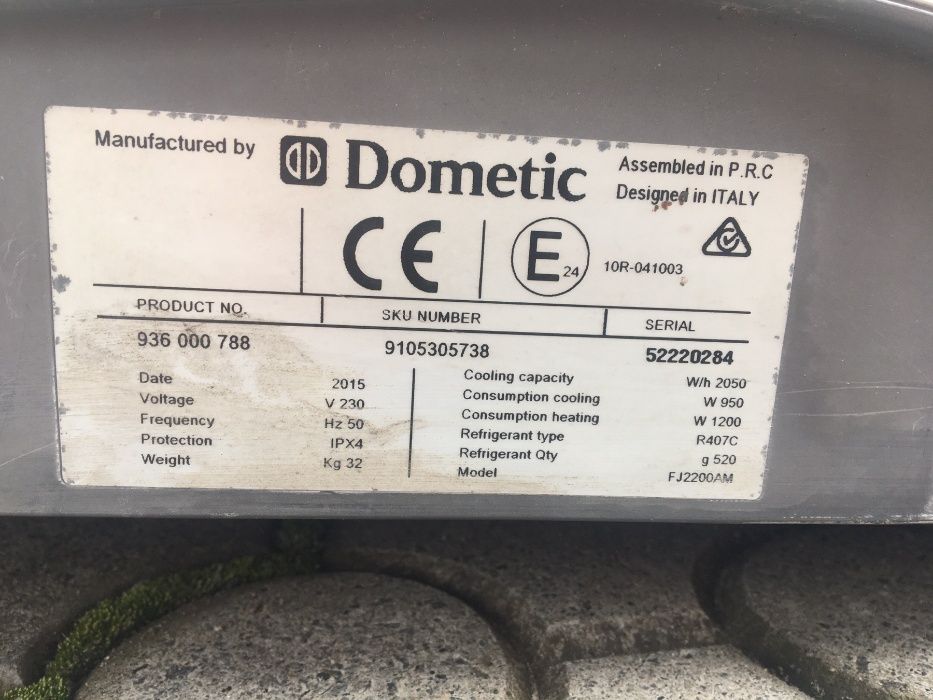 Manufactured by Dometic Assembled in P.R.C
Designed in ITALY
CE E 24 10R-041003
PRODUCT NO. SKU NUMBER SERIAL
936 000 788 9105305738 52220284
Date 2015 Cooling capacity W/h 2050
Voltage V 230 Consumption cooling W 950
Frequency Hz 50 Consumption heating W 1200
Protection IPX4 Refrigerant type R407C
Weight Kg 32 Refrigerant Qty g 520
Model FJ2200AM